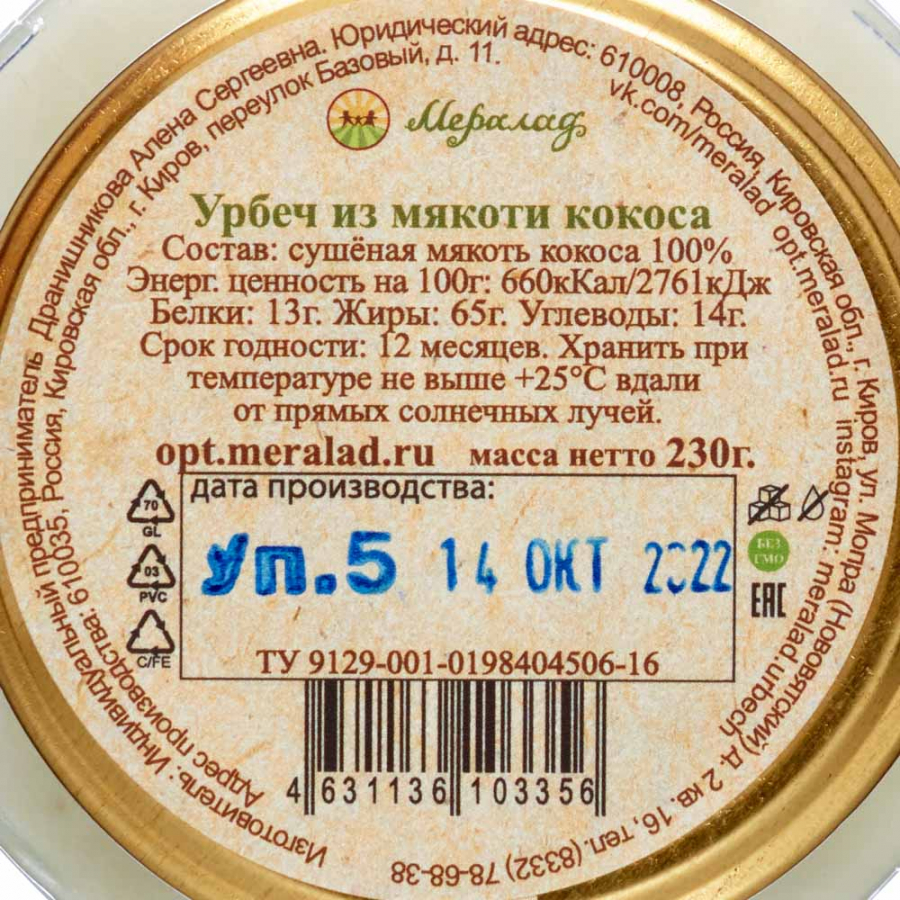 Изготовитель: Индивидуальный предприниматель Дранишникова Алена Сергеевна. Юридический адрес: 610008, Россия, Кировская обл., г. Киров, ул. Мопра (Нововятский) д. 2 кв. 16, тел. (8332) 78-68-38
Адрес производства: 610035, Россия, Кировская обл., г. Киров, переулок Базовый, д. 11.
vk.com/meralad opt.meralad.ru instagram: meralad.urbech
Мералад
Урбеч из мякоти кокоса
Состав: сушёная мякоть кокоса 100%
Энерг. ценность на 100г: 660кКал/2761кДж
Белки: 13г. Жиры: 65г. Углеводы: 14г.
Срок годности: 12 месяцев. Хранить при
температуре не выше +25°С вдали
от прямых солнечных лучей.
opt.meralad.ru масса нетто 230г.
дата производства:
уп.5 14 ОКТ 2022
ТУ 9129-001-0198404506-16
70
GL
03
PVC
C/FE
БЕЗ
ГМО
EAC
4 631136 103356